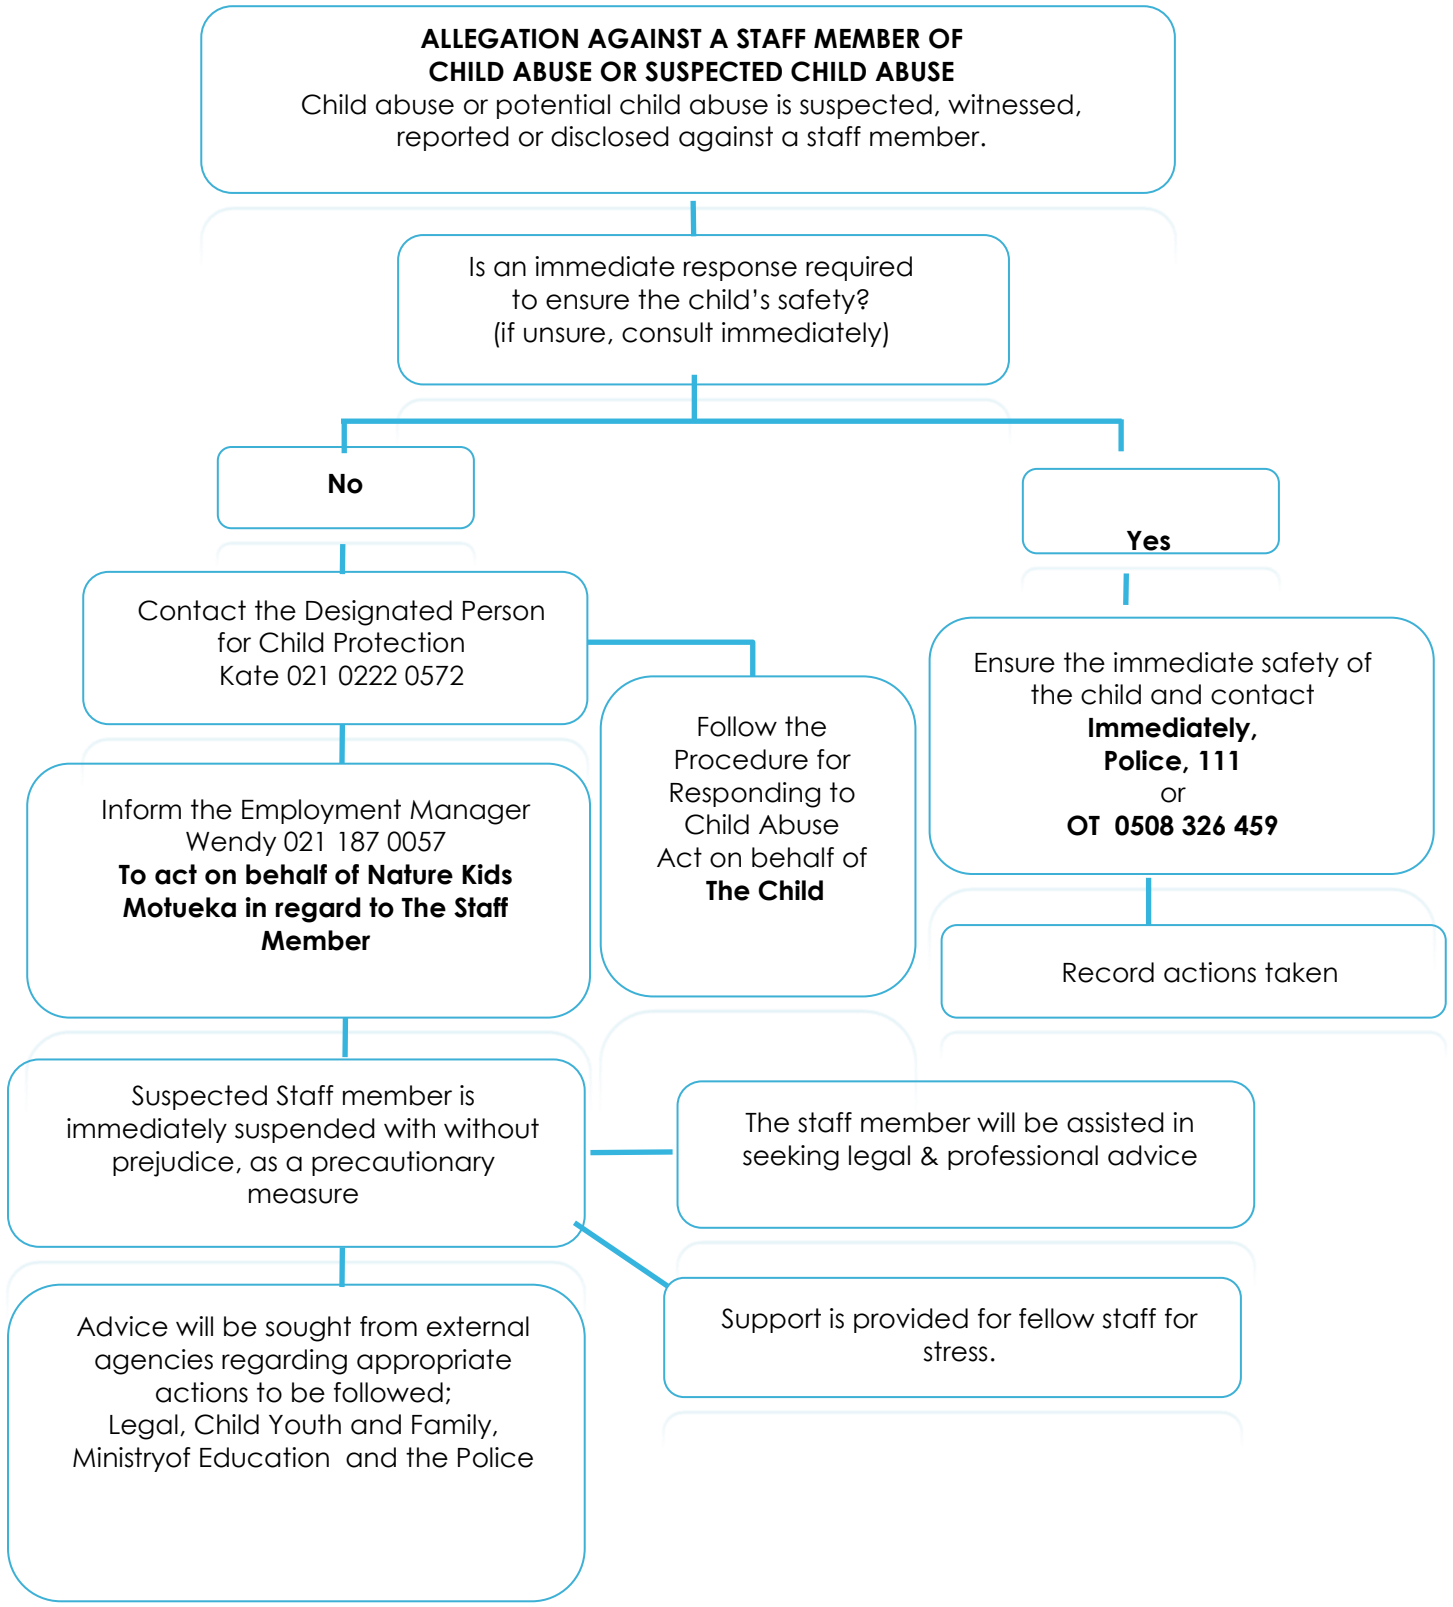 ALLEGATION AGAINST A STAFF MEMBER OF
CHILD ABUSE OR SUSPECTED CHILD ABUSE
Child abuse or potential child abuse is suspected, witnessed,
reported or disclosed against a staff member.
Is an immediate response required
to ensure the child’s safety?
(if unsure, consult immediately)
No
Yes
Contact the Designated Person
for Child Protection
Kate 021 0222 0572
Follow the
Procedure for
Responding to
Child Abuse
Act on behalf of
The Child
Ensure the immediate safety of
the child and contact
Immediately,
Police, 111
or
OT  0508 326 459
Inform the Employment Manager
Wendy 021 187 0057
To act on behalf of Nature Kids
Motueka in regard to The Staff
Member
Record actions taken
Suspected Staff member is
immediately suspended with without
prejudice, as a precautionary
measure
The staff member will be assisted in
seeking legal & professional advice
Support is provided for fellow staff for
stress.
Advice will be sought from external
agencies regarding appropriate
actions to be followed;
Legal, Child Youth and Family,
Ministryof Education  and the Police